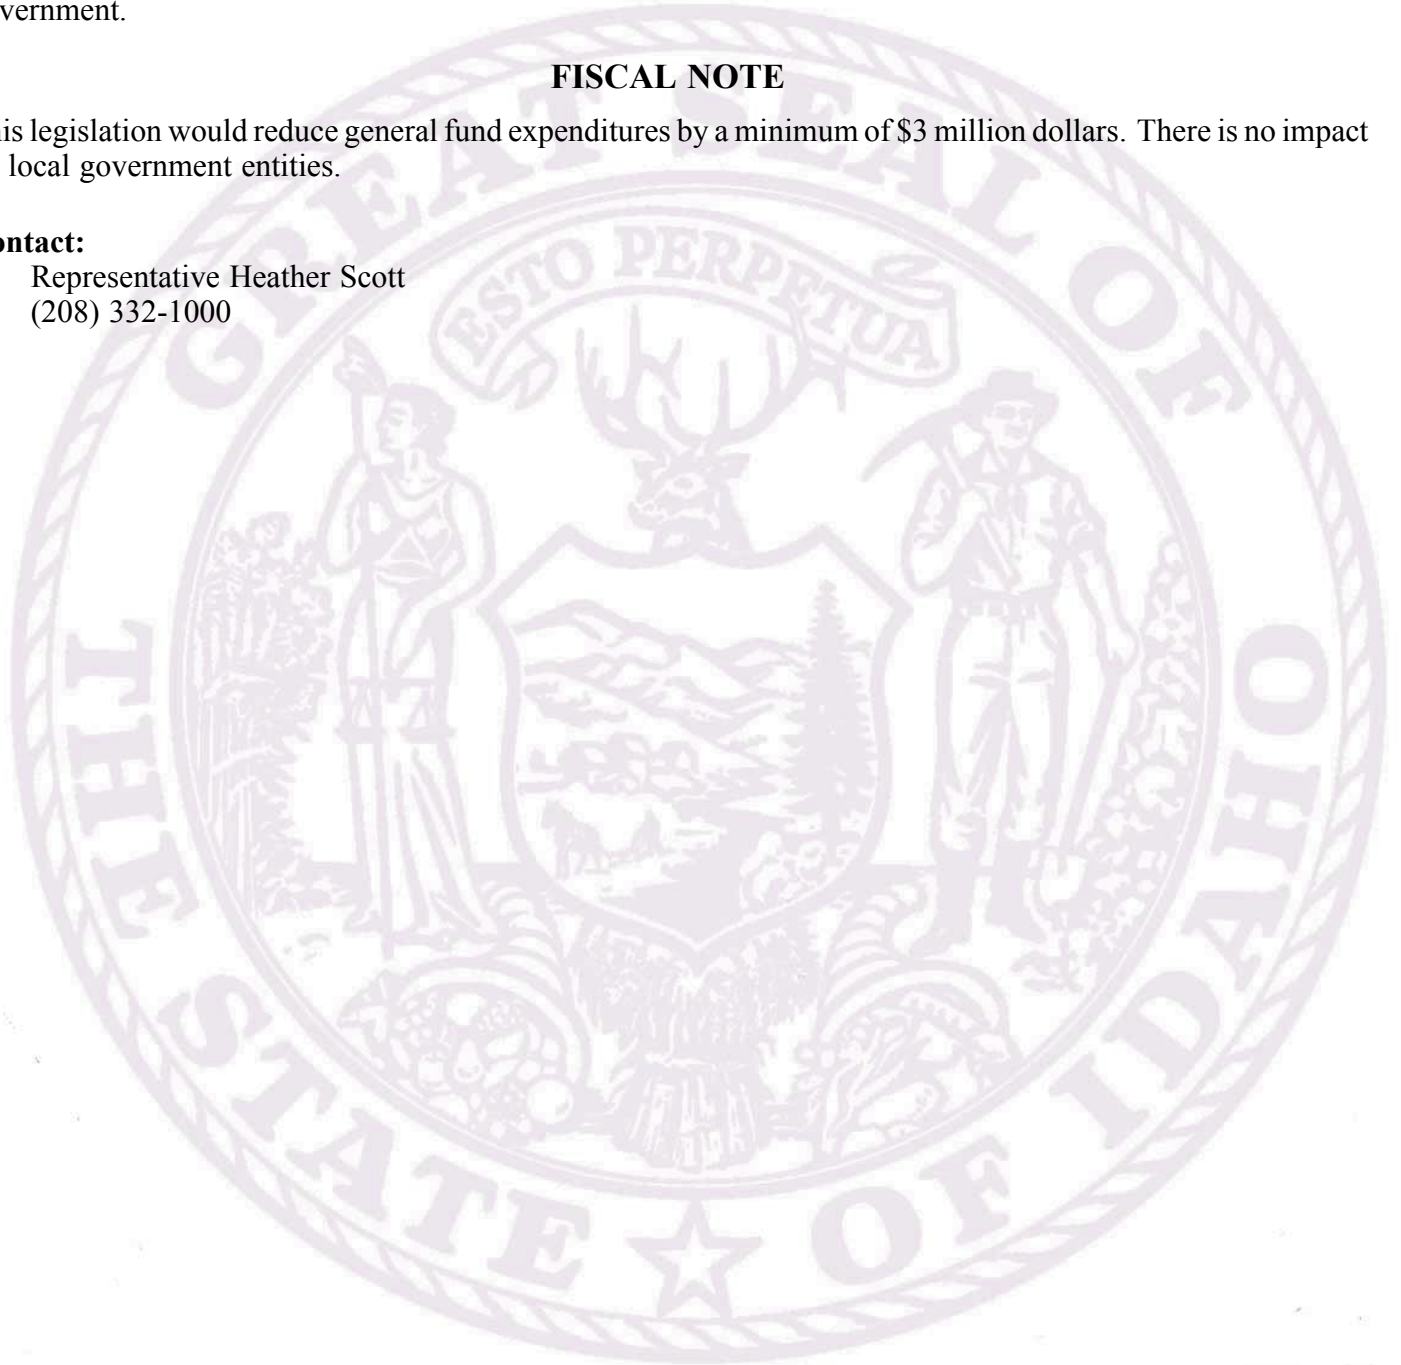 vernment.
FISCAL NOTE
his legislation would reduce general fund expenditures by a minimum of $3 million dollars. There is no impact
local government entities.
ontact:
Representative Heather Scott
(208) 332-1000
GREAT SEAL OF
THE STATE OF IDAHO
ESTO PERPETUA